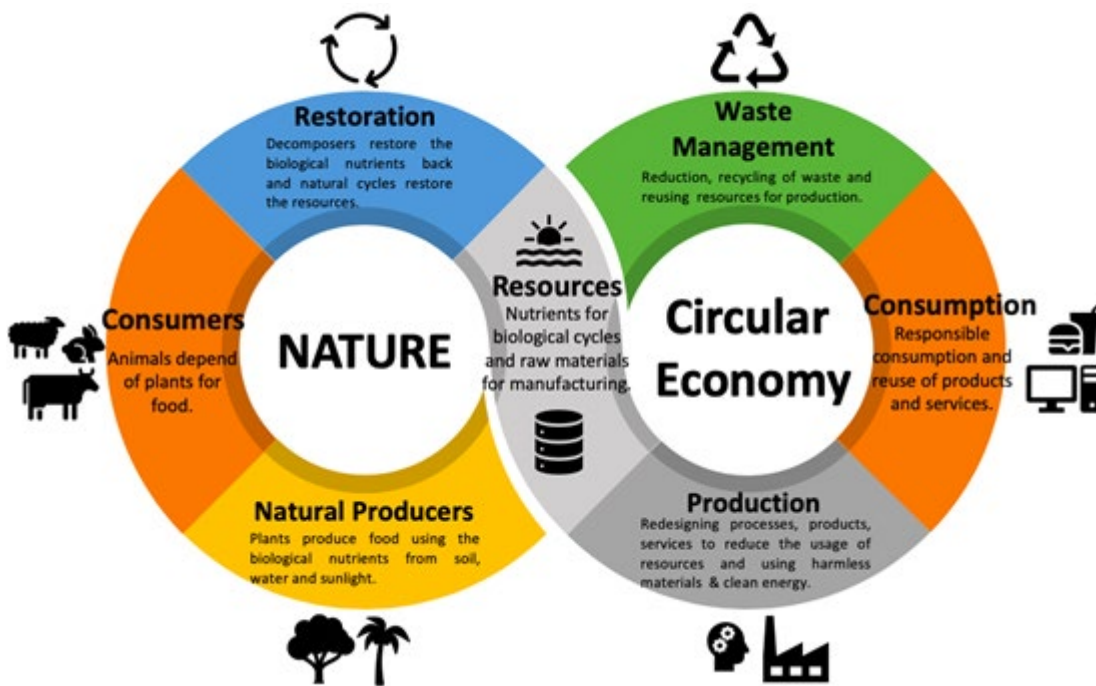 Restoration
Decomposers restore the
biological nutrients back
and natural cycles restore
the resources.
Waste
Management
Reduction, recycling of waste and
reusing resources for production.
Consumers
Animals depend
of plants for
food.
NATURE
Resources
Nutrients for
biological cycles
and raw materials
for manufacturing.
Circular
Economy
Consumption
Responsible
consumption and
reuse of products
and services.
Natural Producers
Plants produce food using the
biological nutrients from soil,
water and sunlight.
Production
Redesigning processes, products,
services to reduce the usage of
resources and using harmless
materials & clean energy.